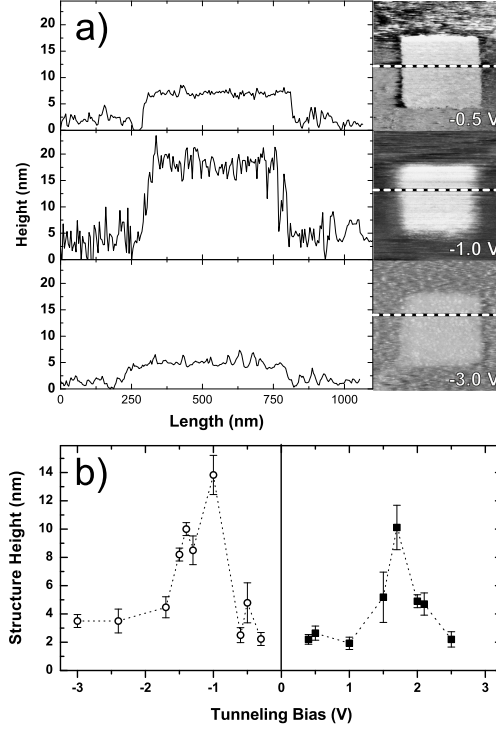 a)
20
15
10
5
0
-0.5 V
20
15
10
5
0
-1.0 V
20
15
10
5
0
-3.0 V
Height (nm)
0 250 500 750 1000
Length (nm)
b)
14
12
10
8
6
4
2
0
Structure Height (nm)
-3 -2 -1 0 1 2 3
Tunneling Bias (V)